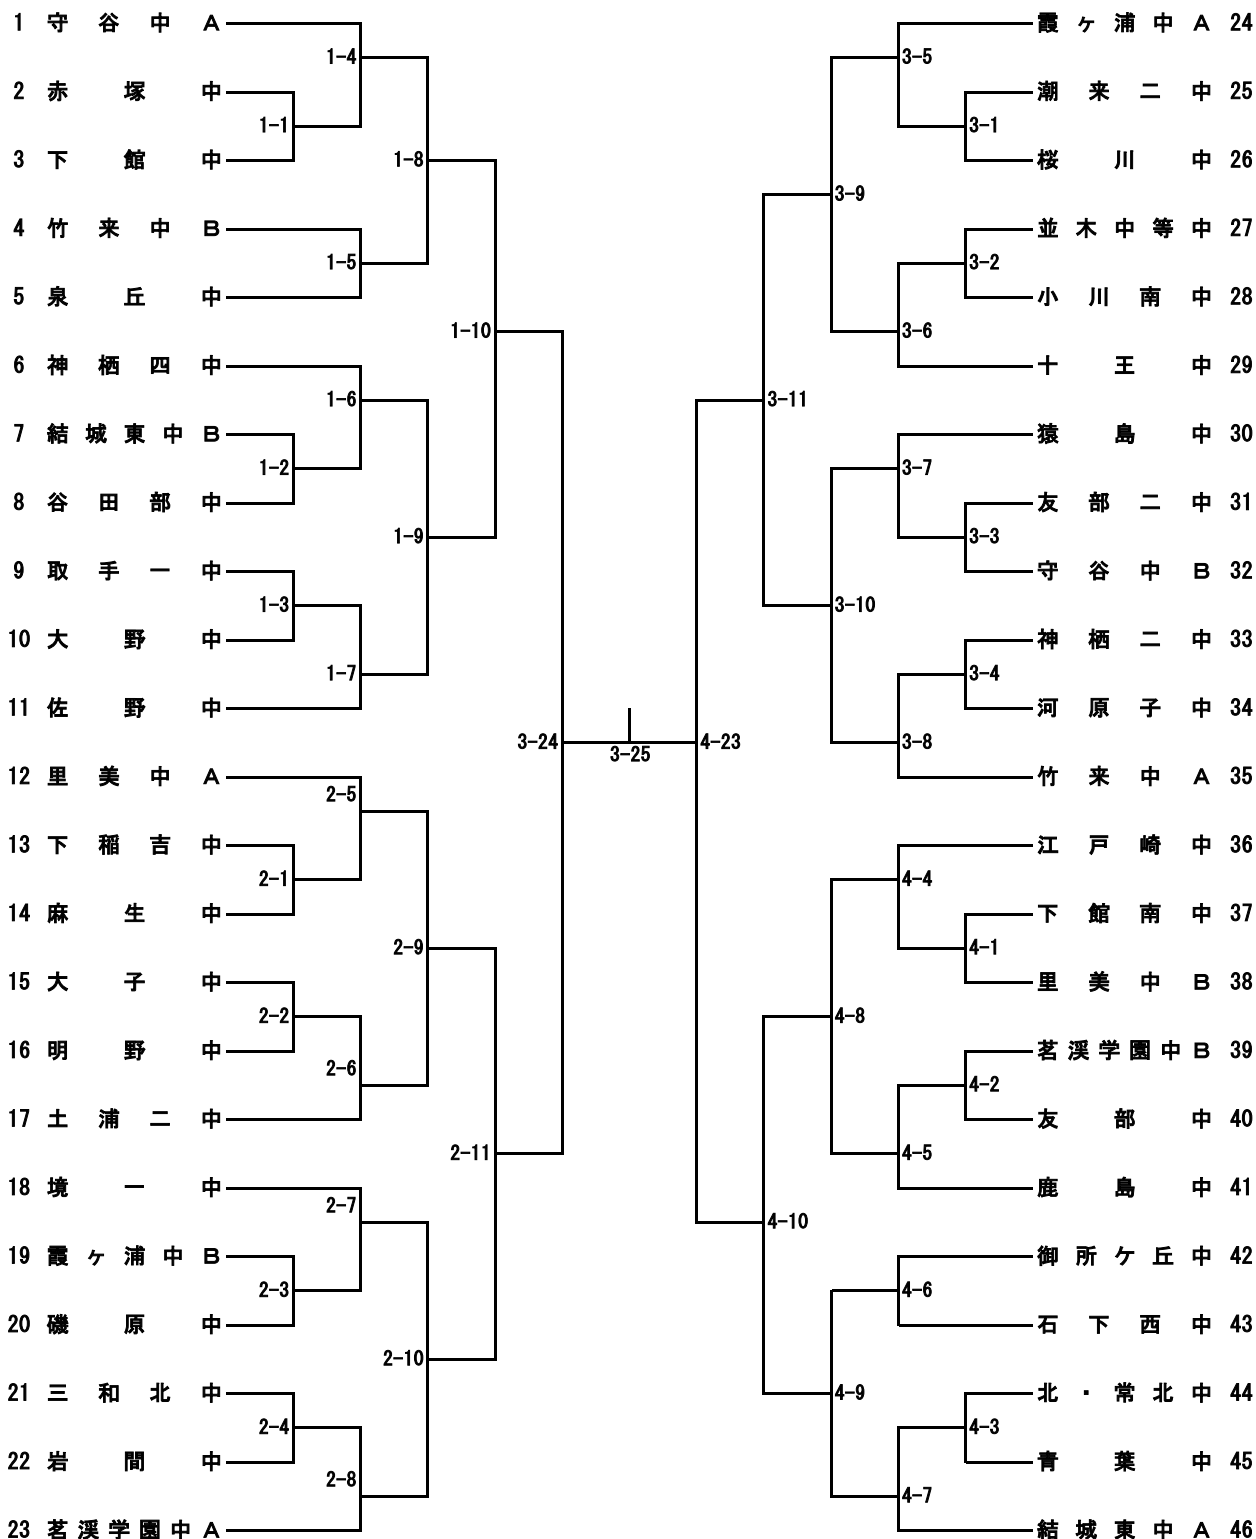 1 守谷中A
1-4
2 赤塚中
1-1
3 下館中
1-8
4 竹来中B
1-5
5 泉丘中
1-10
6 神栖四中
1-6
7 結城東中B
1-2
8 谷田部中
1-9
9 取手一中
1-3
10 大野中
1-7
11 佐野中
3-24
12 里美中A
2-5
13 下稲吉中
2-1
14 麻生中
2-9
15 大子中
2-2
16 明野中
2-6
17 土浦二中
2-11
18 境一中
2-7
19 霞ヶ浦中B
2-3
20 磯原中
2-10
21 三和北中
2-4
22 岩間中
2-8
23 茗渓学園中A
3-25
霞ヶ浦中A 24
3-5
潮来二中 25
3-1
桜川中 26
3-9
並木中等中 27
3-2
小川南中 28
3-6
十王中 29
3-11
猿島中 30
3-7
友部二中 31
3-3
守谷中B 32
3-10
神栖二中 33
3-4
河原子中 34
3-8
4-23
竹来中A 35
江戸崎中 36
4-4
下館南中 37
4-1
里美中B 38
4-8
茗渓学園中B 39
4-2
友部中 40
4-5
鹿島中 41
4-10
御所ケ丘中 42
4-6
石下西中 43
4-9
北・常北中 44
4-3
青葉中 45
4-7
結城東中A 46